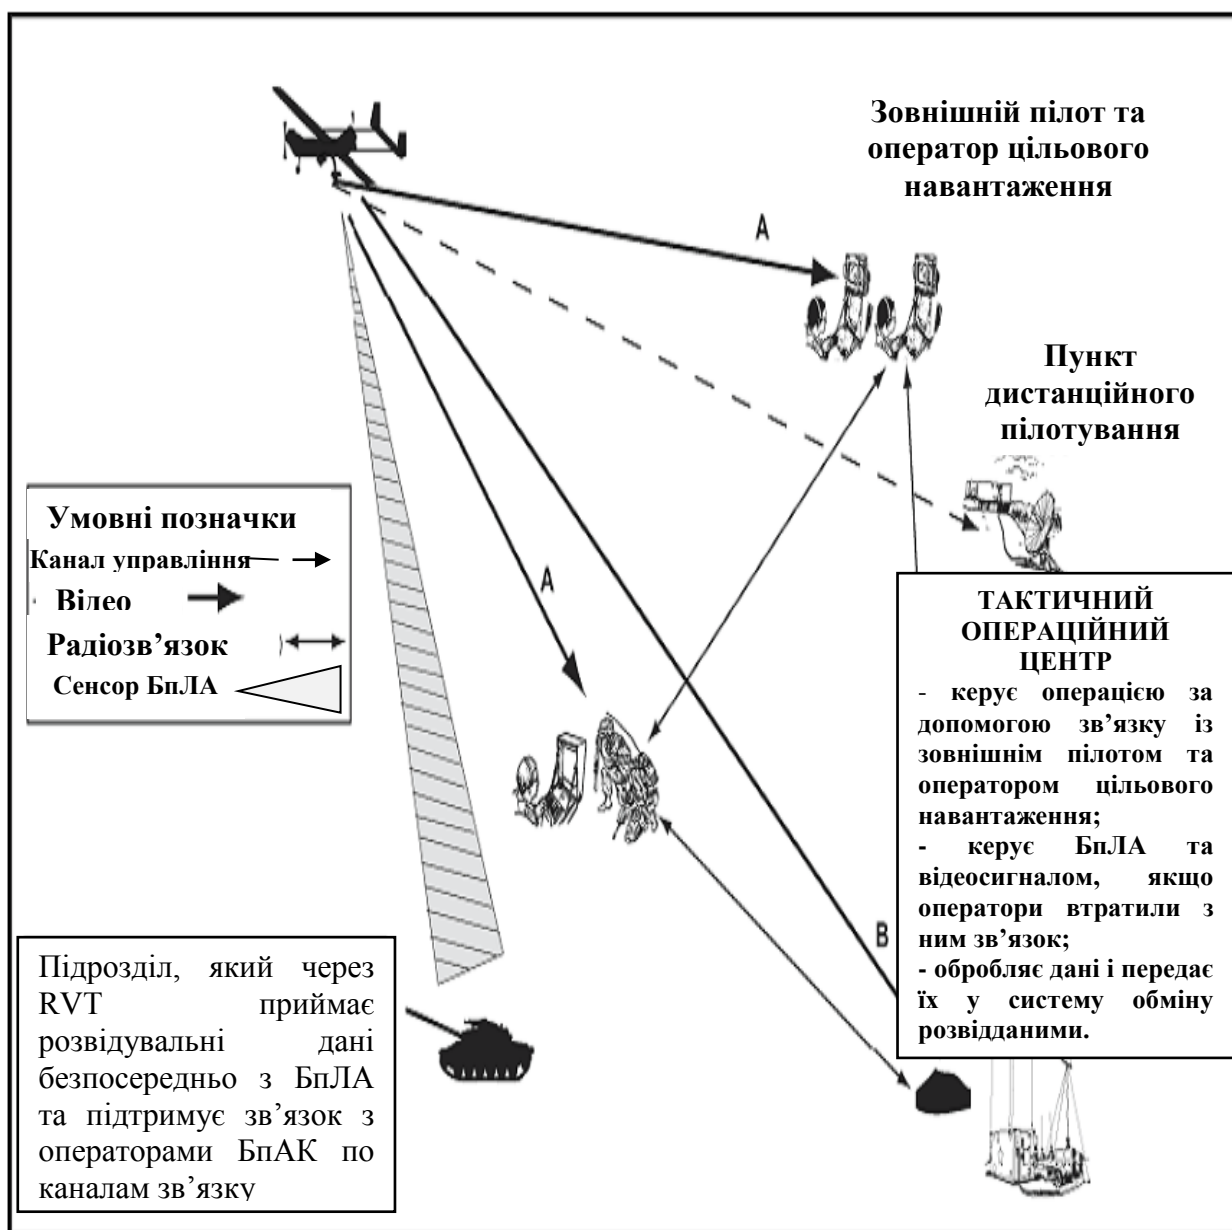 Зовнішній пілот та
оператор цільового
навантаження
A
Пункт
дистанційного
пілотування
Умовні позначки
Канал управління
Відео
Радіозв’язок
Сенсор БпЛА
A
ТАКТИЧНИЙ
ОПЕРАЦІЙНИЙ
ЦЕНТР
- керує операцією за
допомогою зв’язку із
зовнішнім пілотом та
оператором цільового
навантаження;
- керує БпЛА та
відеосигналом, якщо
оператори втратили з
ним зв’язок;
- обробляє дані і передає
їх у систему обміну
розвідданими.
B
Підрозділ, який через
RVT приймає
розвідувальні дані
безпосередньо з БпЛА
та підтримує зв’язок з
операторами БпАК по
каналам зв’язку